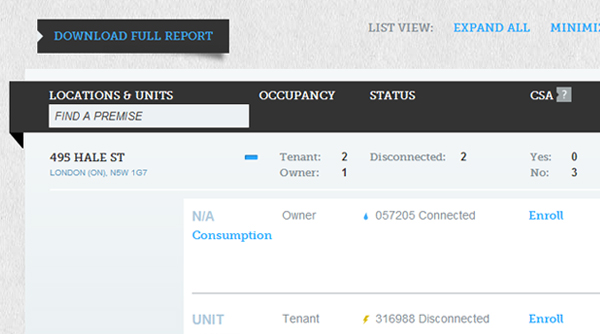 DOWNLOAD FULL REPORT
LIST VIEW: EXPAND ALL
LOCATIONS & UNITS OCCUPANCY STATUS CSA ?
FIND A PREMISE
495 HALE ST Tenant: 2 Disconnected: 2 Yes: 0
LONDON (ON), N5W 1G7 Owner: 1 No: 3
N/A Owner 057205 Connected Enroll
Consumption
UNIT Tenant 316988 Disconnected Enroll